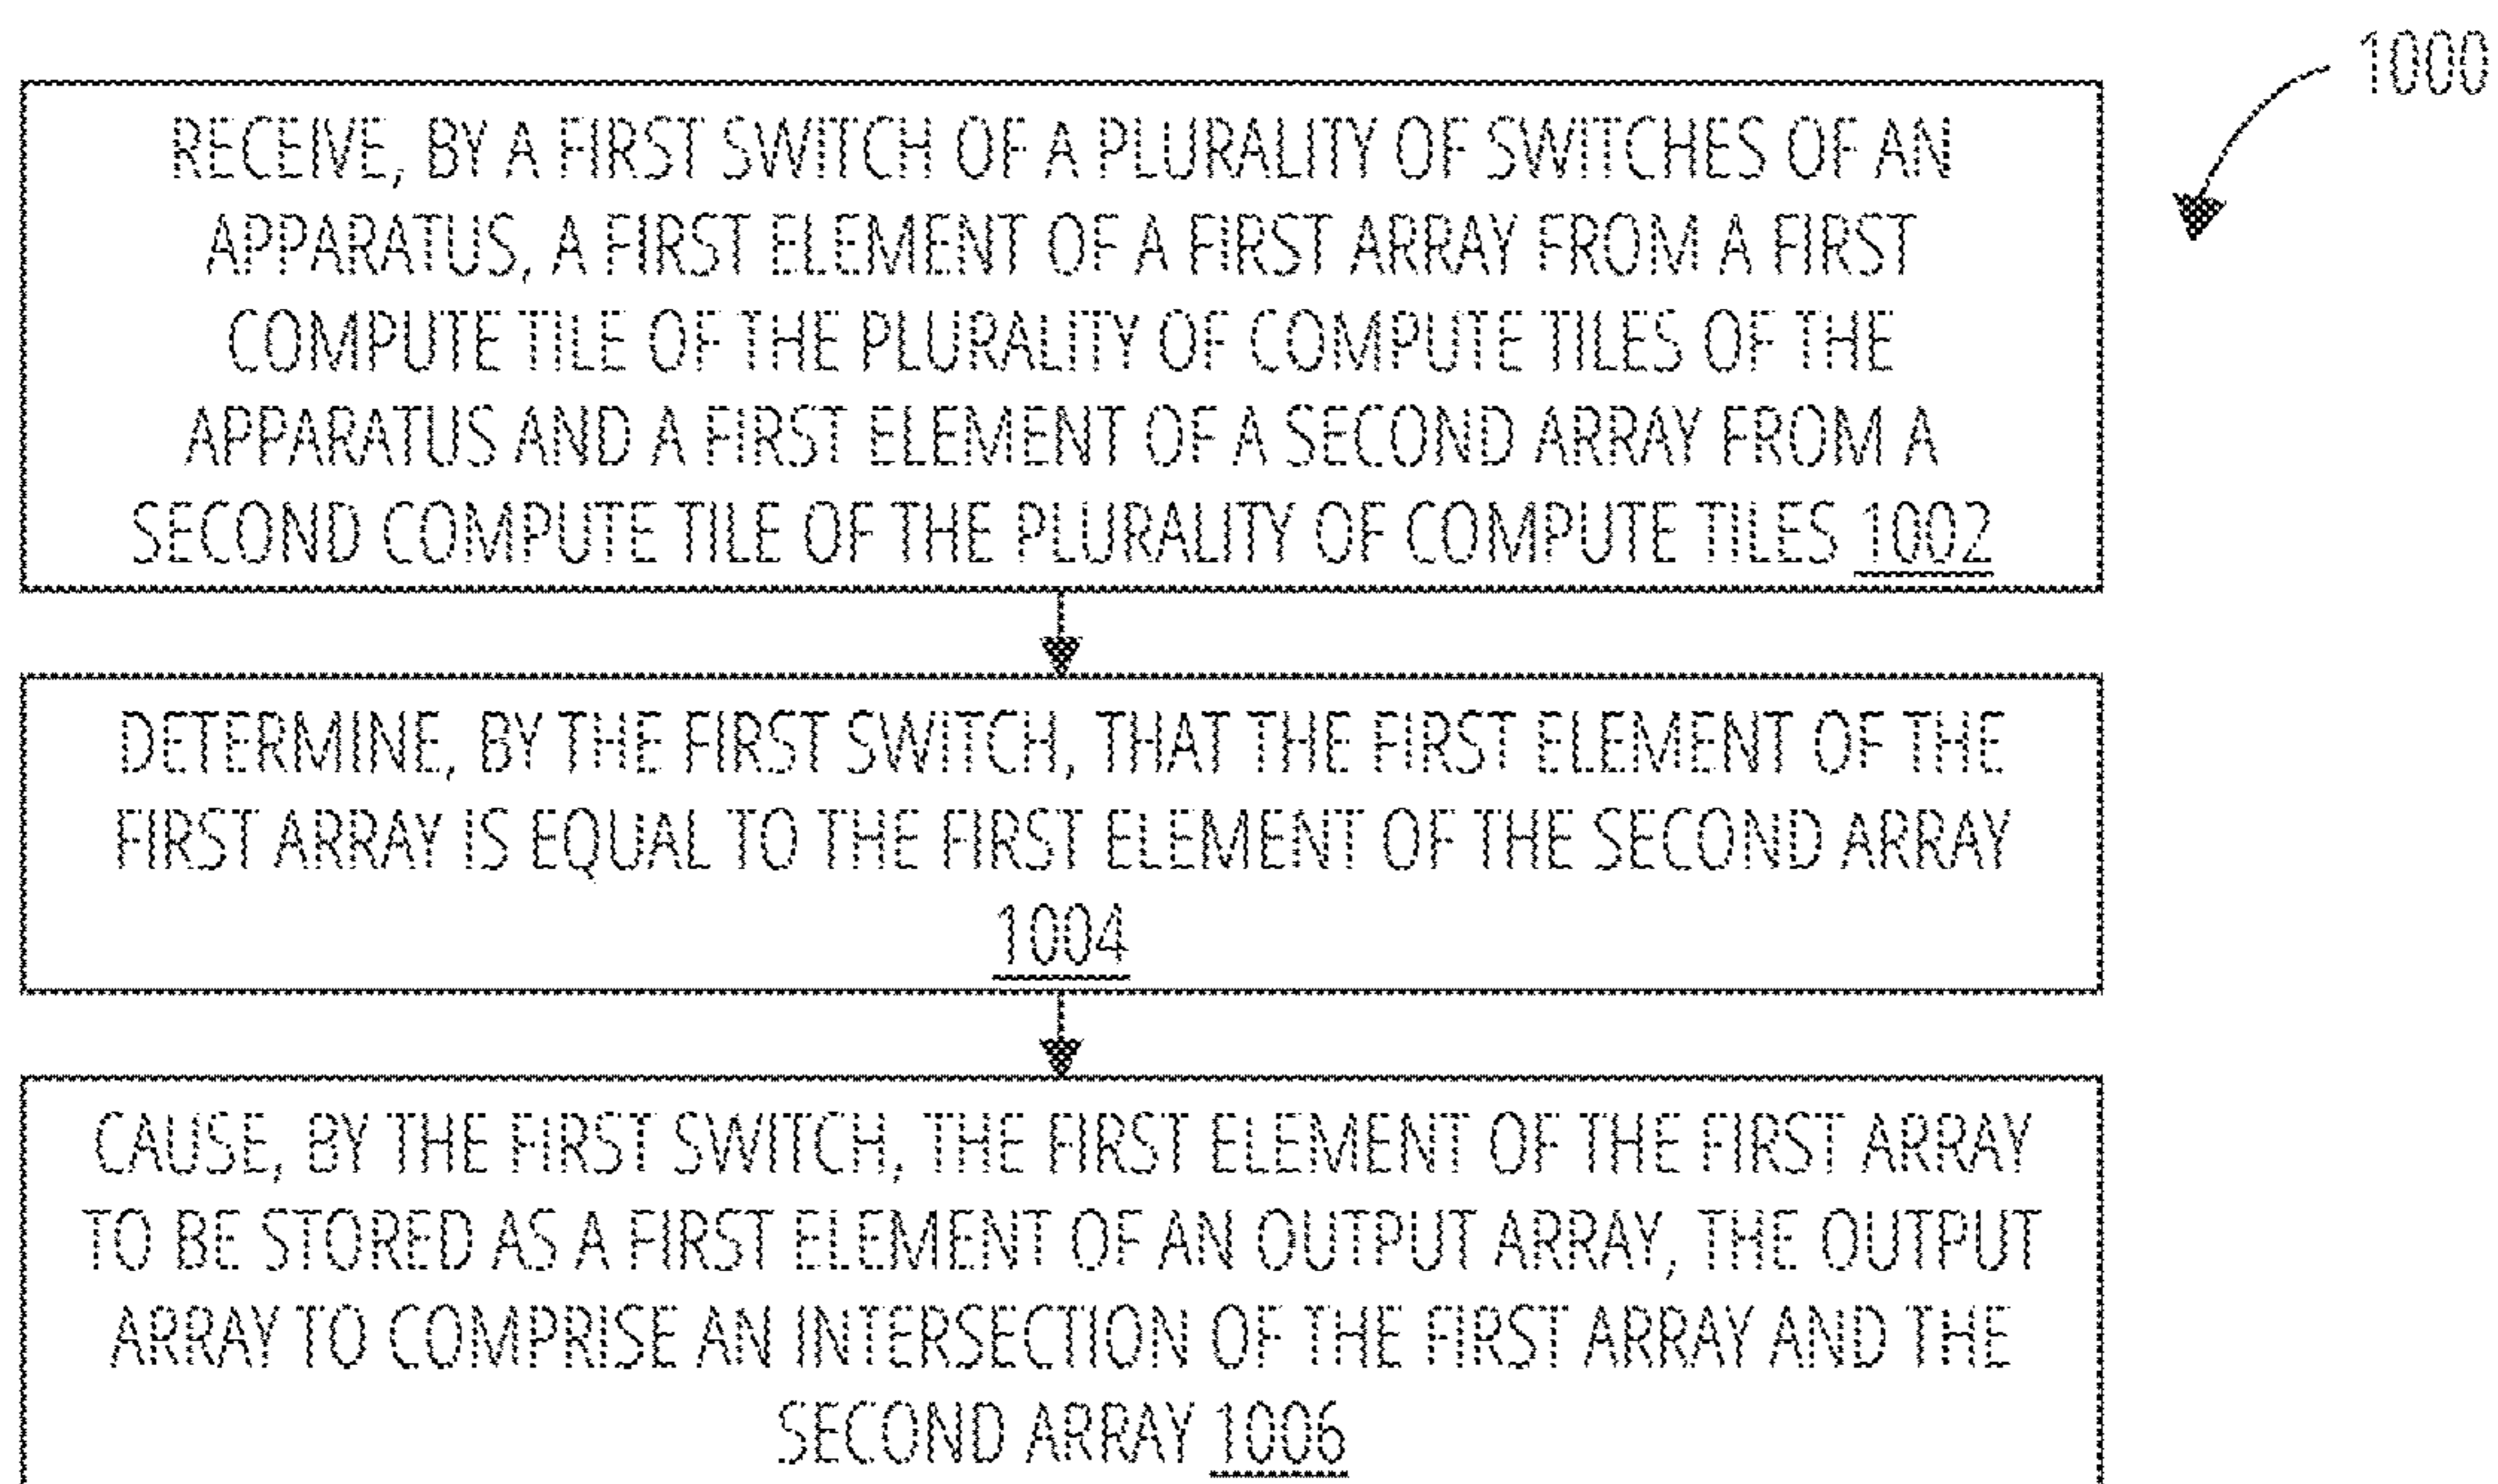 1000
RECEIVE, BY A FIRST SWITCH OF A PLURALITY OF SWITCHES OF AN
APPARATUS, A FIRST ELEMENT OF A FIRST ARRAY FROM A FIRST
COMPUTE TILE OF THE PLURALITY OF COMPUTE TILES OF THE
APPARATUS AND A FIRST ELEMENT OF A SECOND ARRAY FROM A
SECOND COMPUTE TILE OF THE PLURALITY OF COMPUTE TILES 1002
DETERMINE, BY THE FIRST SWITCH, THAT THE FIRST ELEMENT OF THE
FIRST ARRAY IS EQUAL TO THE FIRST ELEMENT OF THE SECOND ARRAY
1004
CAUSE, BY THE FIRST SWITCH, THE FIRST ELEMENT OF THE FIRST ARRAY
TO BE STORED AS A FIRST ELEMENT OF AN OUTPUT ARRAY, THE OUTPUT
ARRAY TO COMPRISE AN INTERSECTION OF THE FIRST ARRAY AND THE
SECOND ARRAY 1006